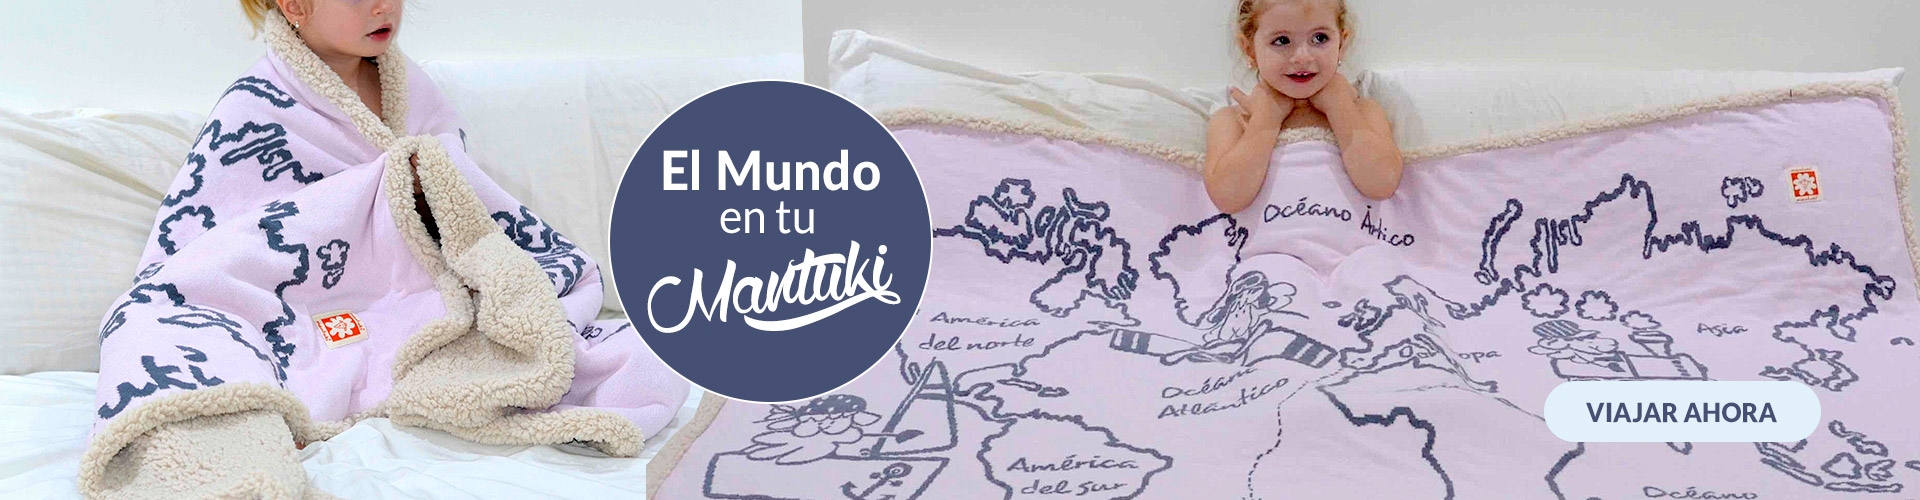 El Mundo
en tu
Mantuki
Océano Ártico
América
del norte
Océano
Atlántico
Asia
América
del sur
Océano
VIAJAR AHORA